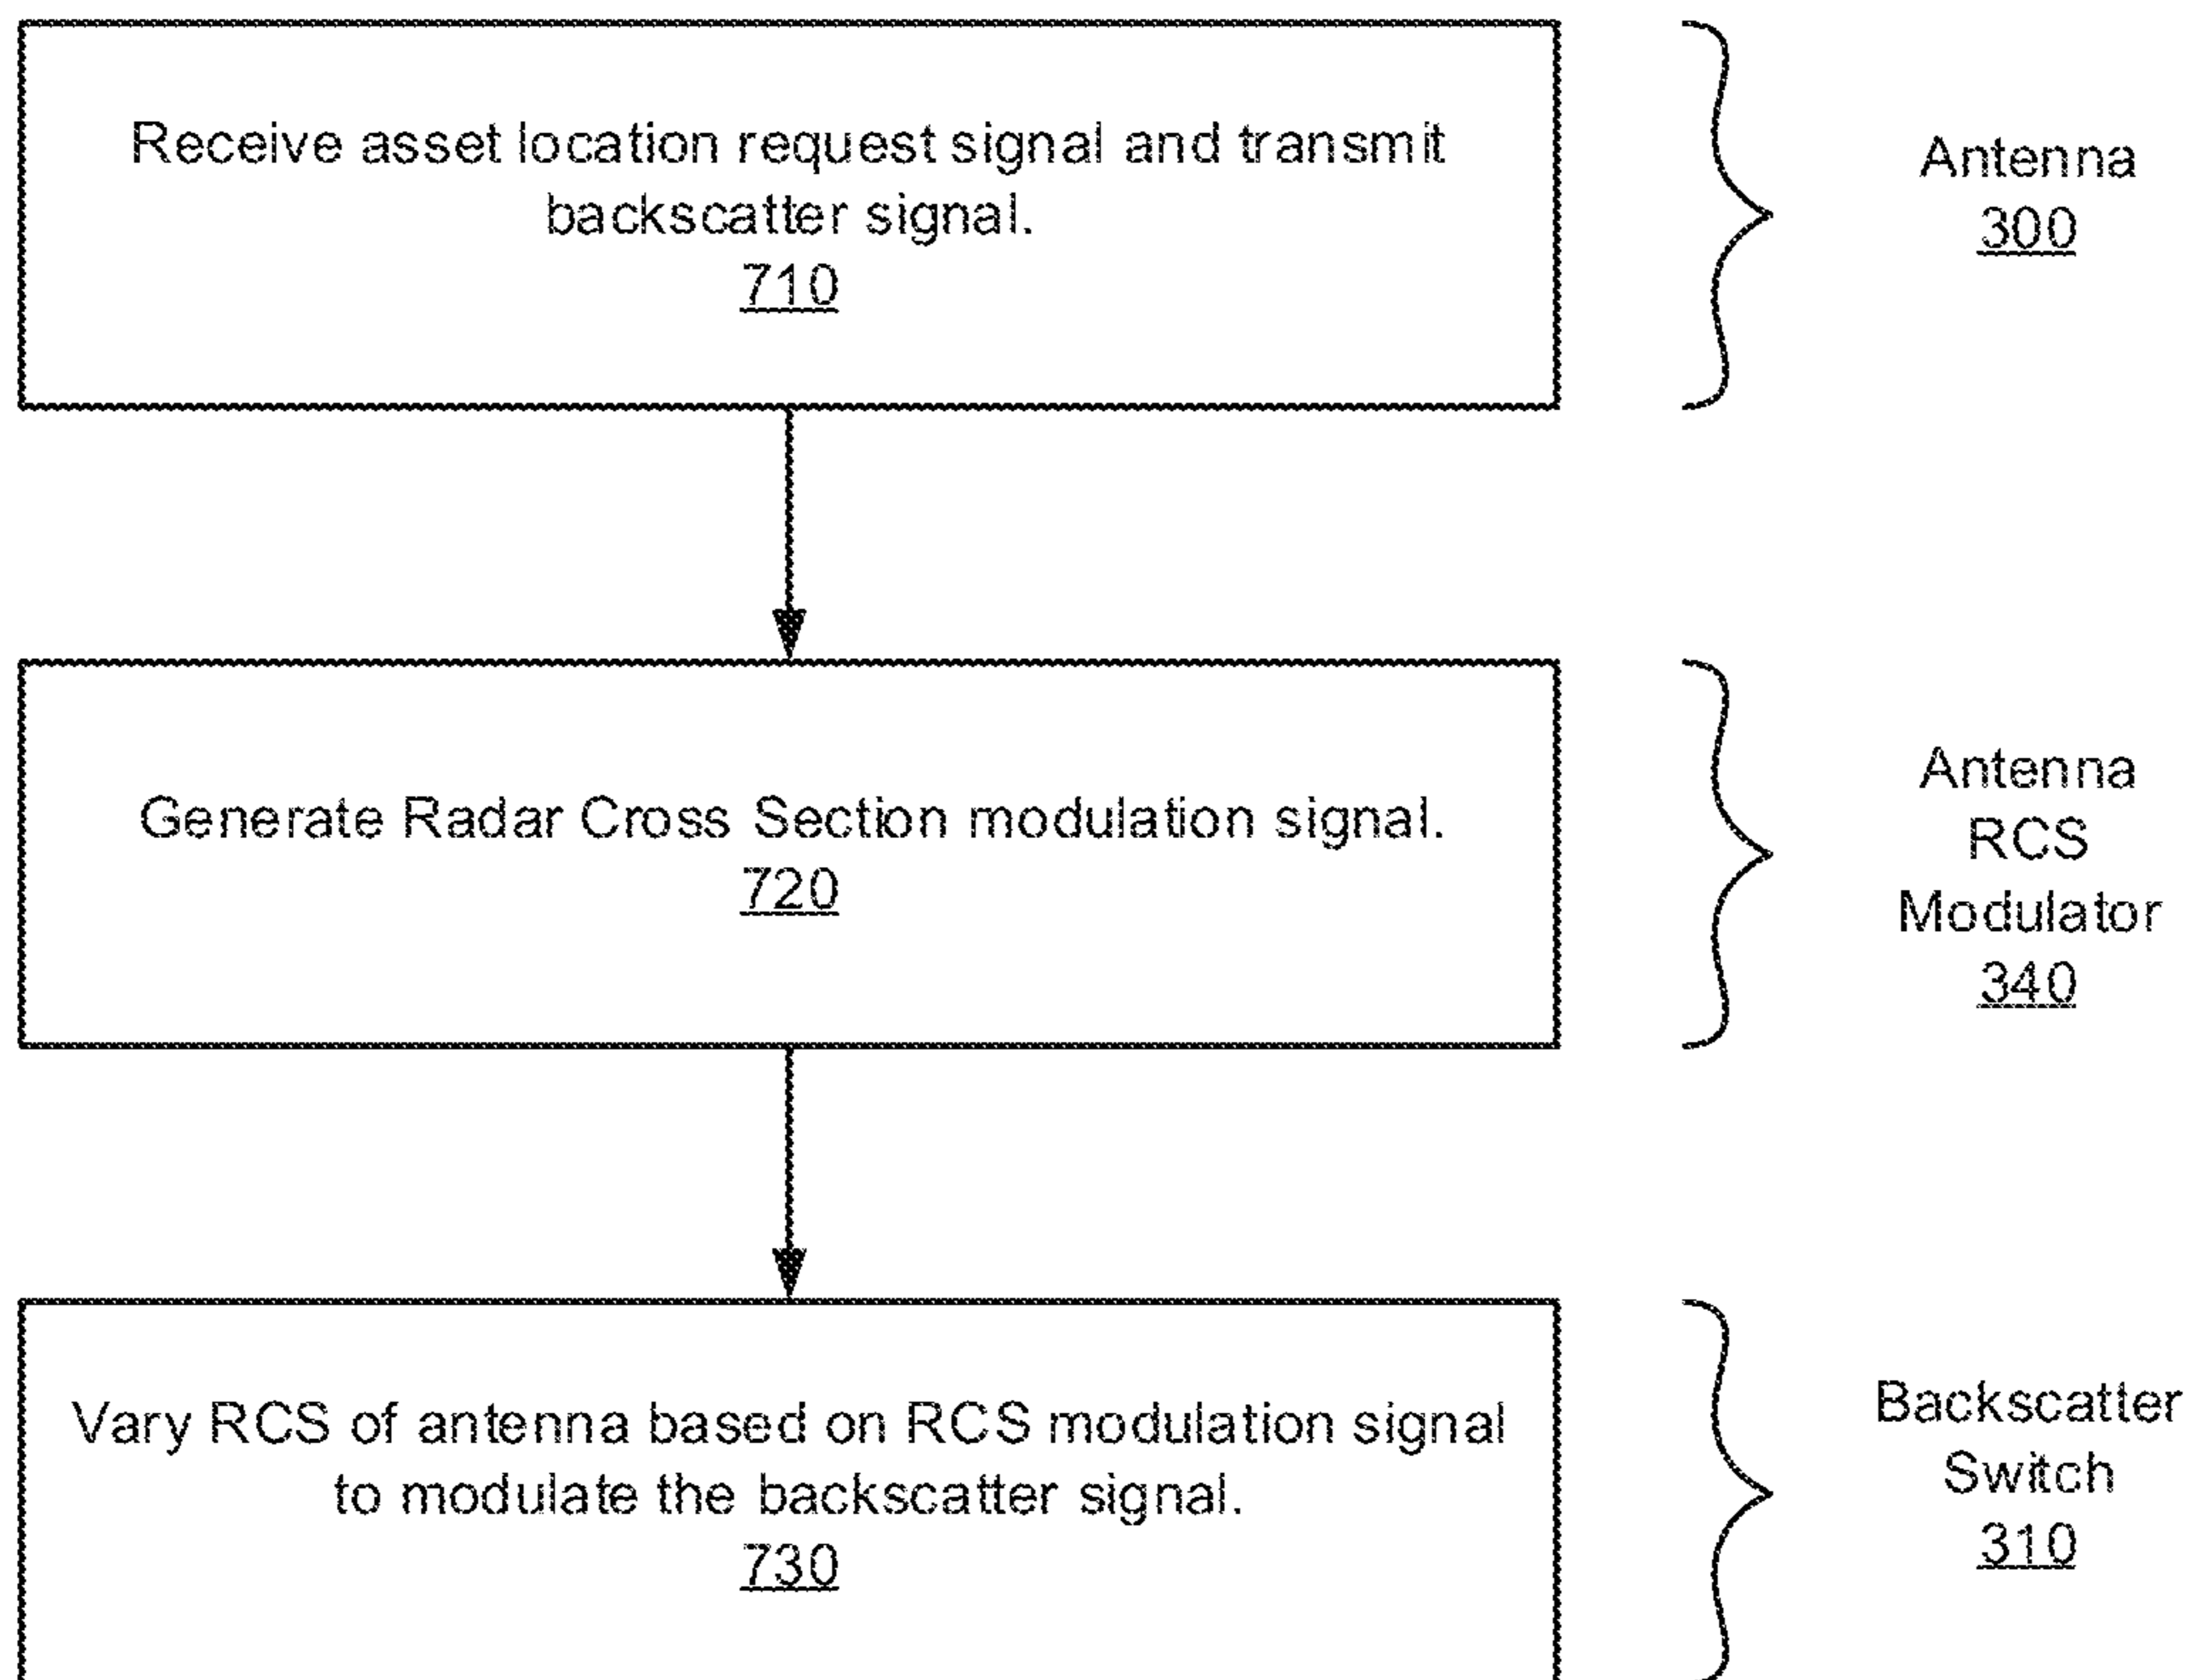 Receive asset location request signal and transmit
backscatter signal.
710
Antenna
300
Generate Radar Cross Section modulation signal.
720
Antenna
RCS
Modulator
340
Vary RCS of antenna based on RCS modulation signal
to modulate the backscatter signal.
730
Backscatter
Switch
310